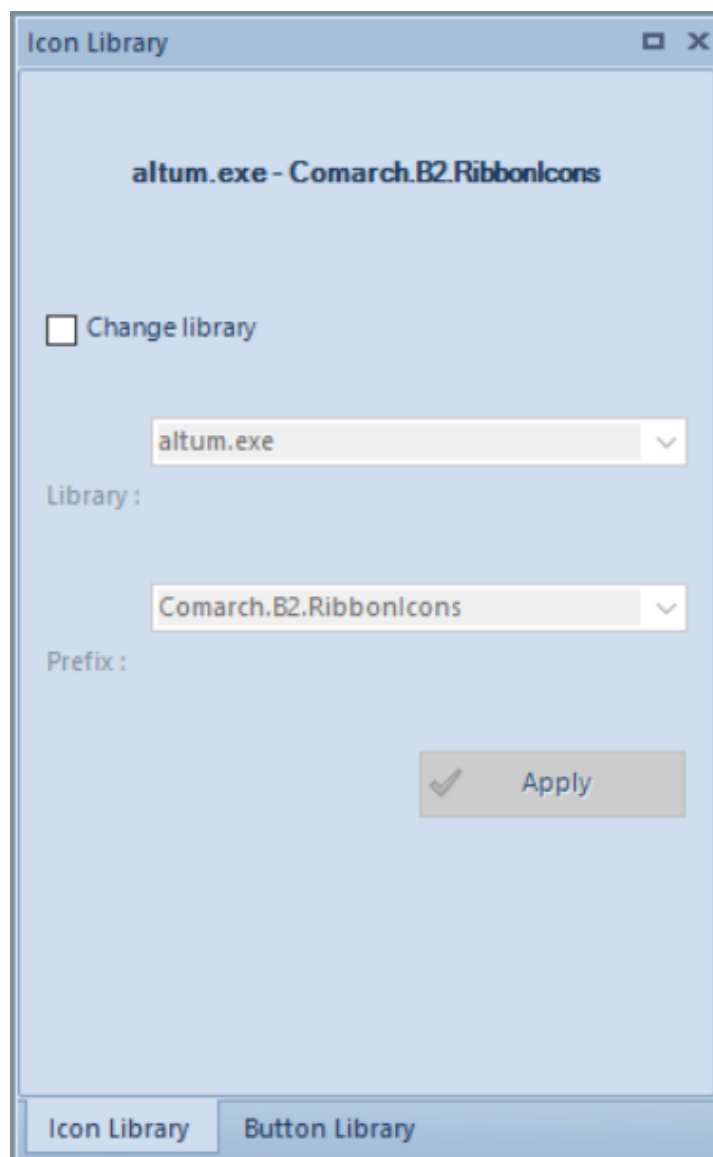 Icon Library
altum.exe - Comarch.B2.RibbonIcons
Change library
altum.exe
Library :
Comarch.B2.RibbonIcons
Prefix :
Apply
Icon Library Button Library